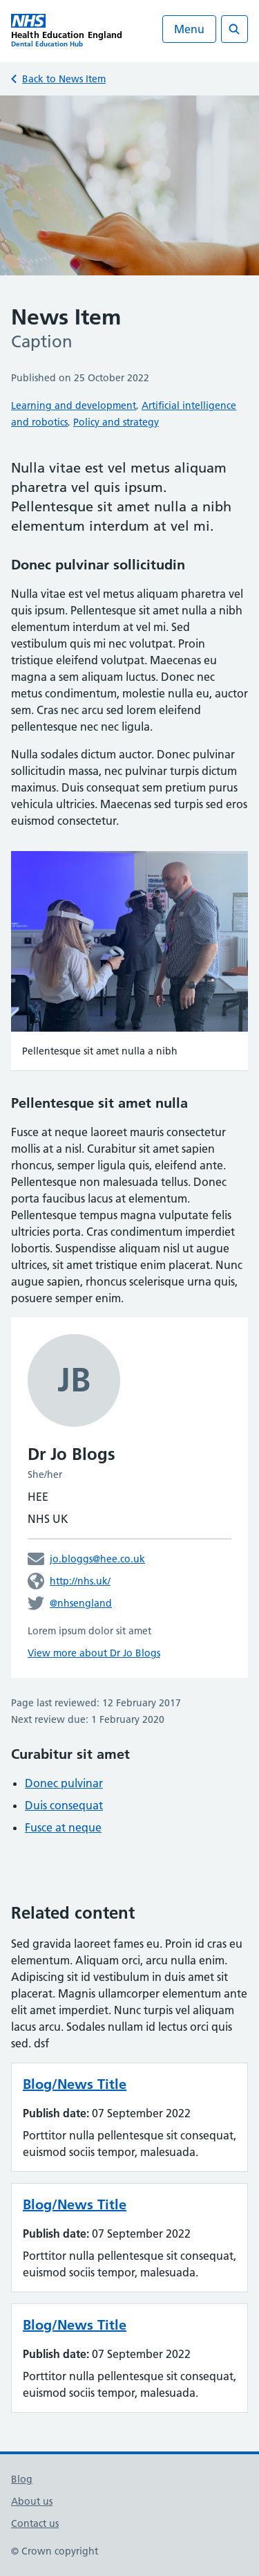 NHS
Health Education England
Dental Education Hub
Menu
Back to News Item
News Item
Caption
Published on 25 October 2022
Learning and development, Artificial intelligence
and robotics, Policy and strategy
Nulla vitae est vel metus aliquam
pharetra vel quis ipsum.
Pellentesque sit amet nulla a nibh
elementum interdum at vel mi.
Donec pulvinar sollicitudin
Nulla vitae est vel metus aliquam pharetra vel
quis ipsum. Pellentesque sit amet nulla a nibh
elementum interdum at vel mi. Sed
vestibulum quis mi nec volutpat. Proin
tristique eleifend volutpat. Maecenas eu
magna a sem aliquam luctus. Donec nec
metus condimentum, molestie nulla eu, auctor
sem. Cras nec arcu sed lorem eleifend
pellentesque nec nec ligula.
Nulla sodales dictum auctor. Donec pulvinar
sollicitudin massa, nec pulvinar turpis dictum
maximus. Duis consequat sem pretium purus
vehicula ultricies. Maecenas sed turpis sed eros
euismod consectetur.
Pellentesque sit amet nulla a nibh
Pellentesque sit amet nulla
Fusce at neque laoreet mauris consectetur
mollis at a nisl. Curabitur sit amet sapien
rhoncus, semper ligula quis, eleifend ante.
Pellentesque non malesuada tellus. Donec
porta faucibus lacus at elementum.
Pellentesque tempus magna vulputate felis
ultricies porta. Cras condimentum imperdiet
lobortis. Suspendisse aliquam nisl ut augue
ultrices, sit amet tristique enim placerat. Nunc
augue sapien, rhoncus scelerisque urna quis,
posuere semper enim.
JB
Dr Jo Blogs
She/her
HEE
NHS UK
jo.bloggs@hee.co.uk
http://nhs.uk/
@nhsengland
Lorem ipsum dolor sit amet
View more about Dr Jo Blogs
Page last reviewed: 12 February 2017
Next review due: 1 February 2020
Curabitur sit amet
Donec pulvinar
Duis consequat
Fusce at neque
Related content
Sed gravida laoreet fames eu. Proin id cras eu
elementum. Aliquam orci, arcu nulla enim.
Adipiscing sit id vestibulum in duis amet sit
placerat. Magnis ullamcorper elementum ante
elit amet imperdiet. Nunc turpis vel aliquam
lacus arcu. Sodales nullam id lectus orci quis
sed. dsf
Blog/News Title
Publish date: 07 September 2022
Porttitor nulla pellentesque sit consequat,
euismod sociis tempor, malesuada.
Blog/News Title
Publish date: 07 September 2022
Porttitor nulla pellentesque sit consequat,
euismod sociis tempor, malesuada.
Blog/News Title
Publish date: 07 September 2022
Porttitor nulla pellentesque sit consequat,
euismod sociis tempor, malesuada.
Blog
About us
Contact us
© Crown copyright